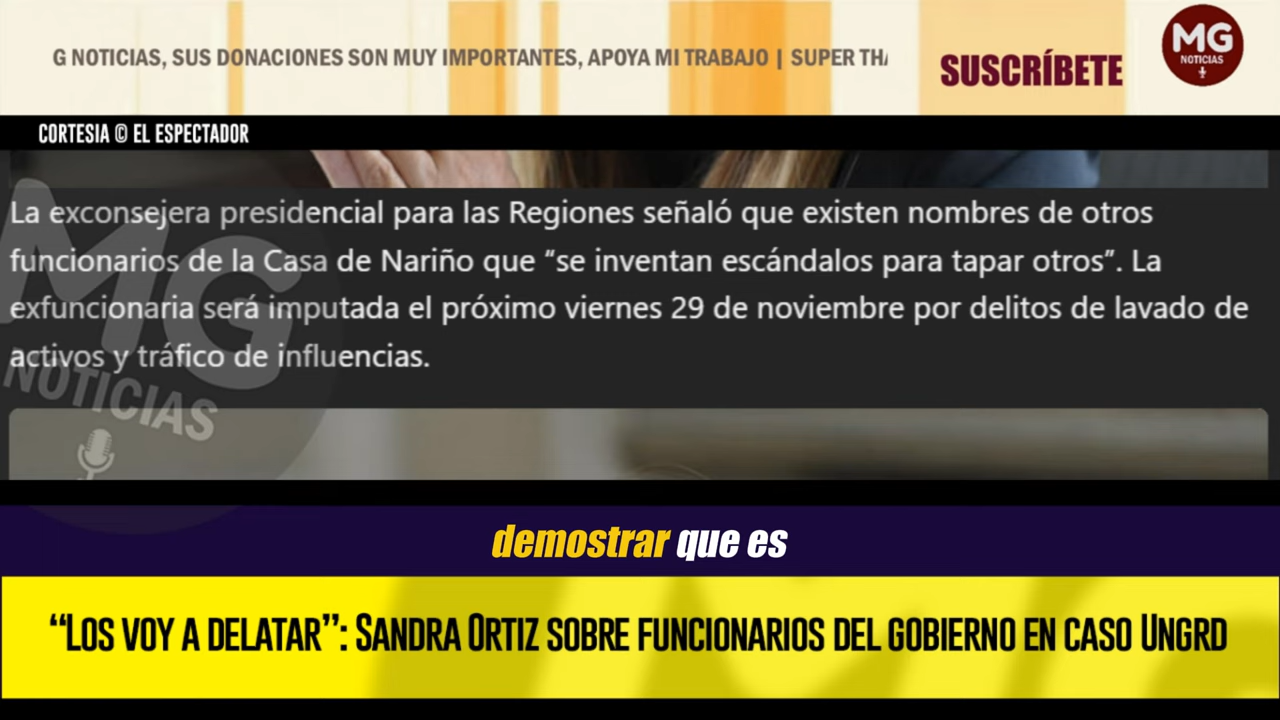 G NOTICIAS, SUS DONACIONES SON MUY IMPORTANTES, APOYA MI TRABAJO | SUPER THA
SUSCRÍBETE
MG
NOTICIAS
CORTESIA © EL ESPECTADOR
La exconsejera presidencial para las Regiones señaló que existen nombres de otros
funcionarios de la Casa de Nariño que “se inventan escándalos para tapar otros”. La
exfuncionaria será imputada el próximo viernes 29 de noviembre por delitos de lavado de
activos y tráfico de influencias.
MG
NOTICIAS
demostrar que es
“LOS VOY A DELATAR”: SANDRA ORTIZ SOBRE FUNCIONARIOS DEL GOBIERNO EN CASO UNGRD